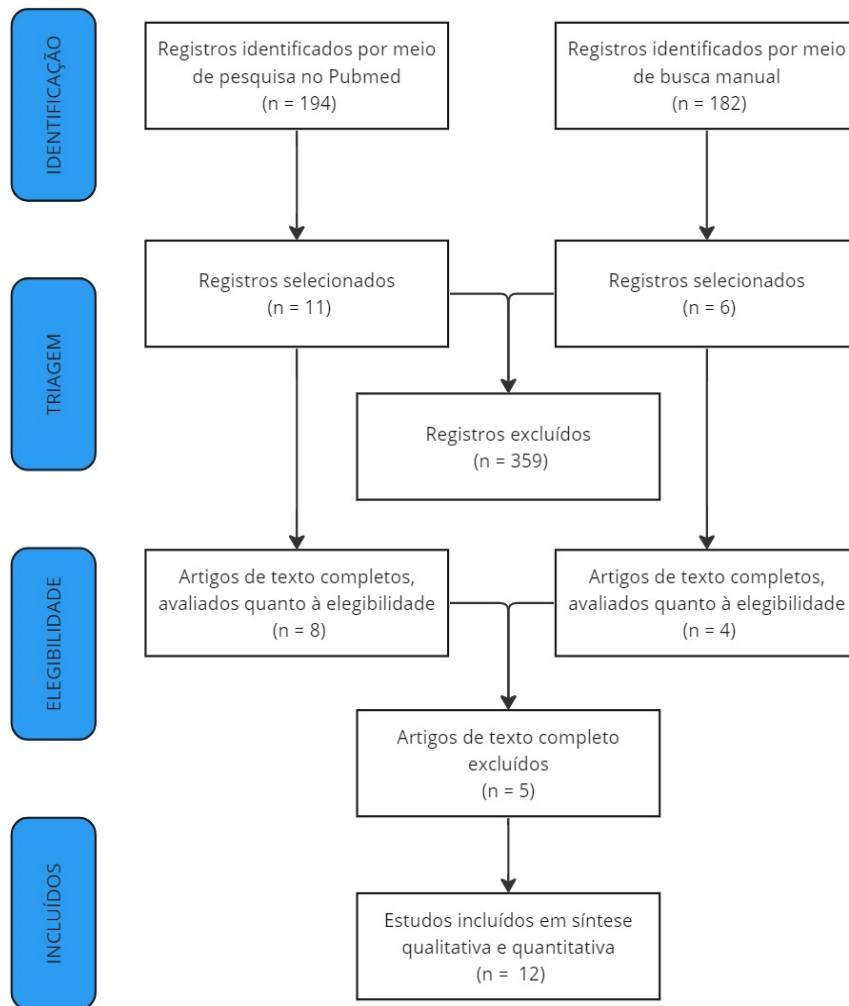 IDENTIFICAÇÃO
Registros identificados por meio
de pesquisa no Pubmed
(n = 194)
Registros identificados por meio
de busca manual
(n = 182)
TRIAGEM
Registros selecionados
(n = 11)
Registros selecionados
(n = 6)
Registros excluídos
(n = 359)
ELEGIBILIDADE
Artigos de texto completos,
avaliados quanto à elegibilidade
(n = 8)
Artigos de texto completos,
avaliados quanto à elegibilidade
(n = 4)
Artigos de texto completo
excluídos
(n = 5)
INCLUÍDOS
Estudos incluídos em síntese
qualitativa e quantitativa
(n = 12)